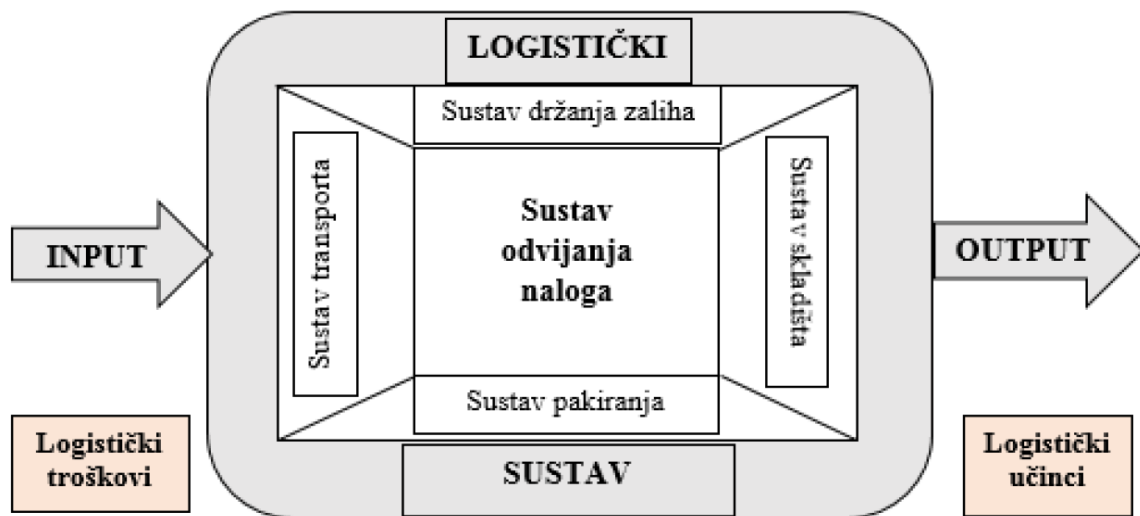 LOGISTIČKI
Sustav držanja zaliha
Sustav transporta
Sustav
odvijanja
naloga
Sustav skladišta
INPUT
OUTPUT
Sustav pakiranja
Logistički
troškovi
SUSTAV
Logistički
učinci